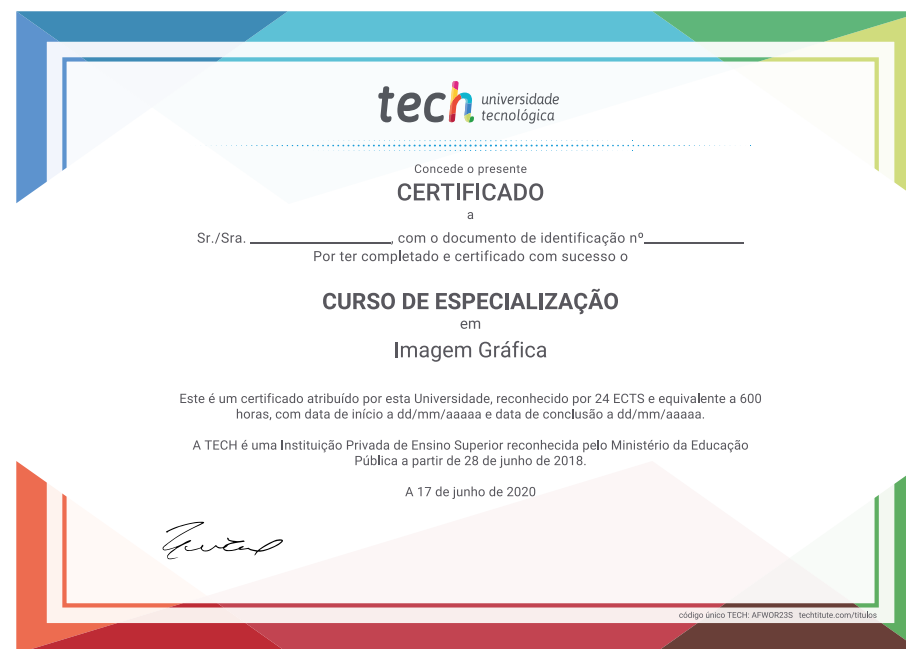 tech universidade
tecnológica
Concede o presente
CERTIFICADO
a
Sr./Sra. _________________, com o documento de identificação nº____________
Por ter completado e certificado com sucesso o
CURSO DE ESPECIALIZAÇÃO
em
Imagem Gráfica
Este é um certificado atribuído por esta Universidade, reconhecido por 24 ECTS e equivalente a 600
horas, com data de início a dd/mm/aaaaa e data de conclusão a dd/mm/aaaaa.
A TECH é uma Instituição Privada de Ensino Superior reconhecida pelo Ministério da Educação
Pública a partir de 28 de junho de 2018.
A 17 de junho de 2020
código único TECH: AFWOR23S techtitute.com/titulos